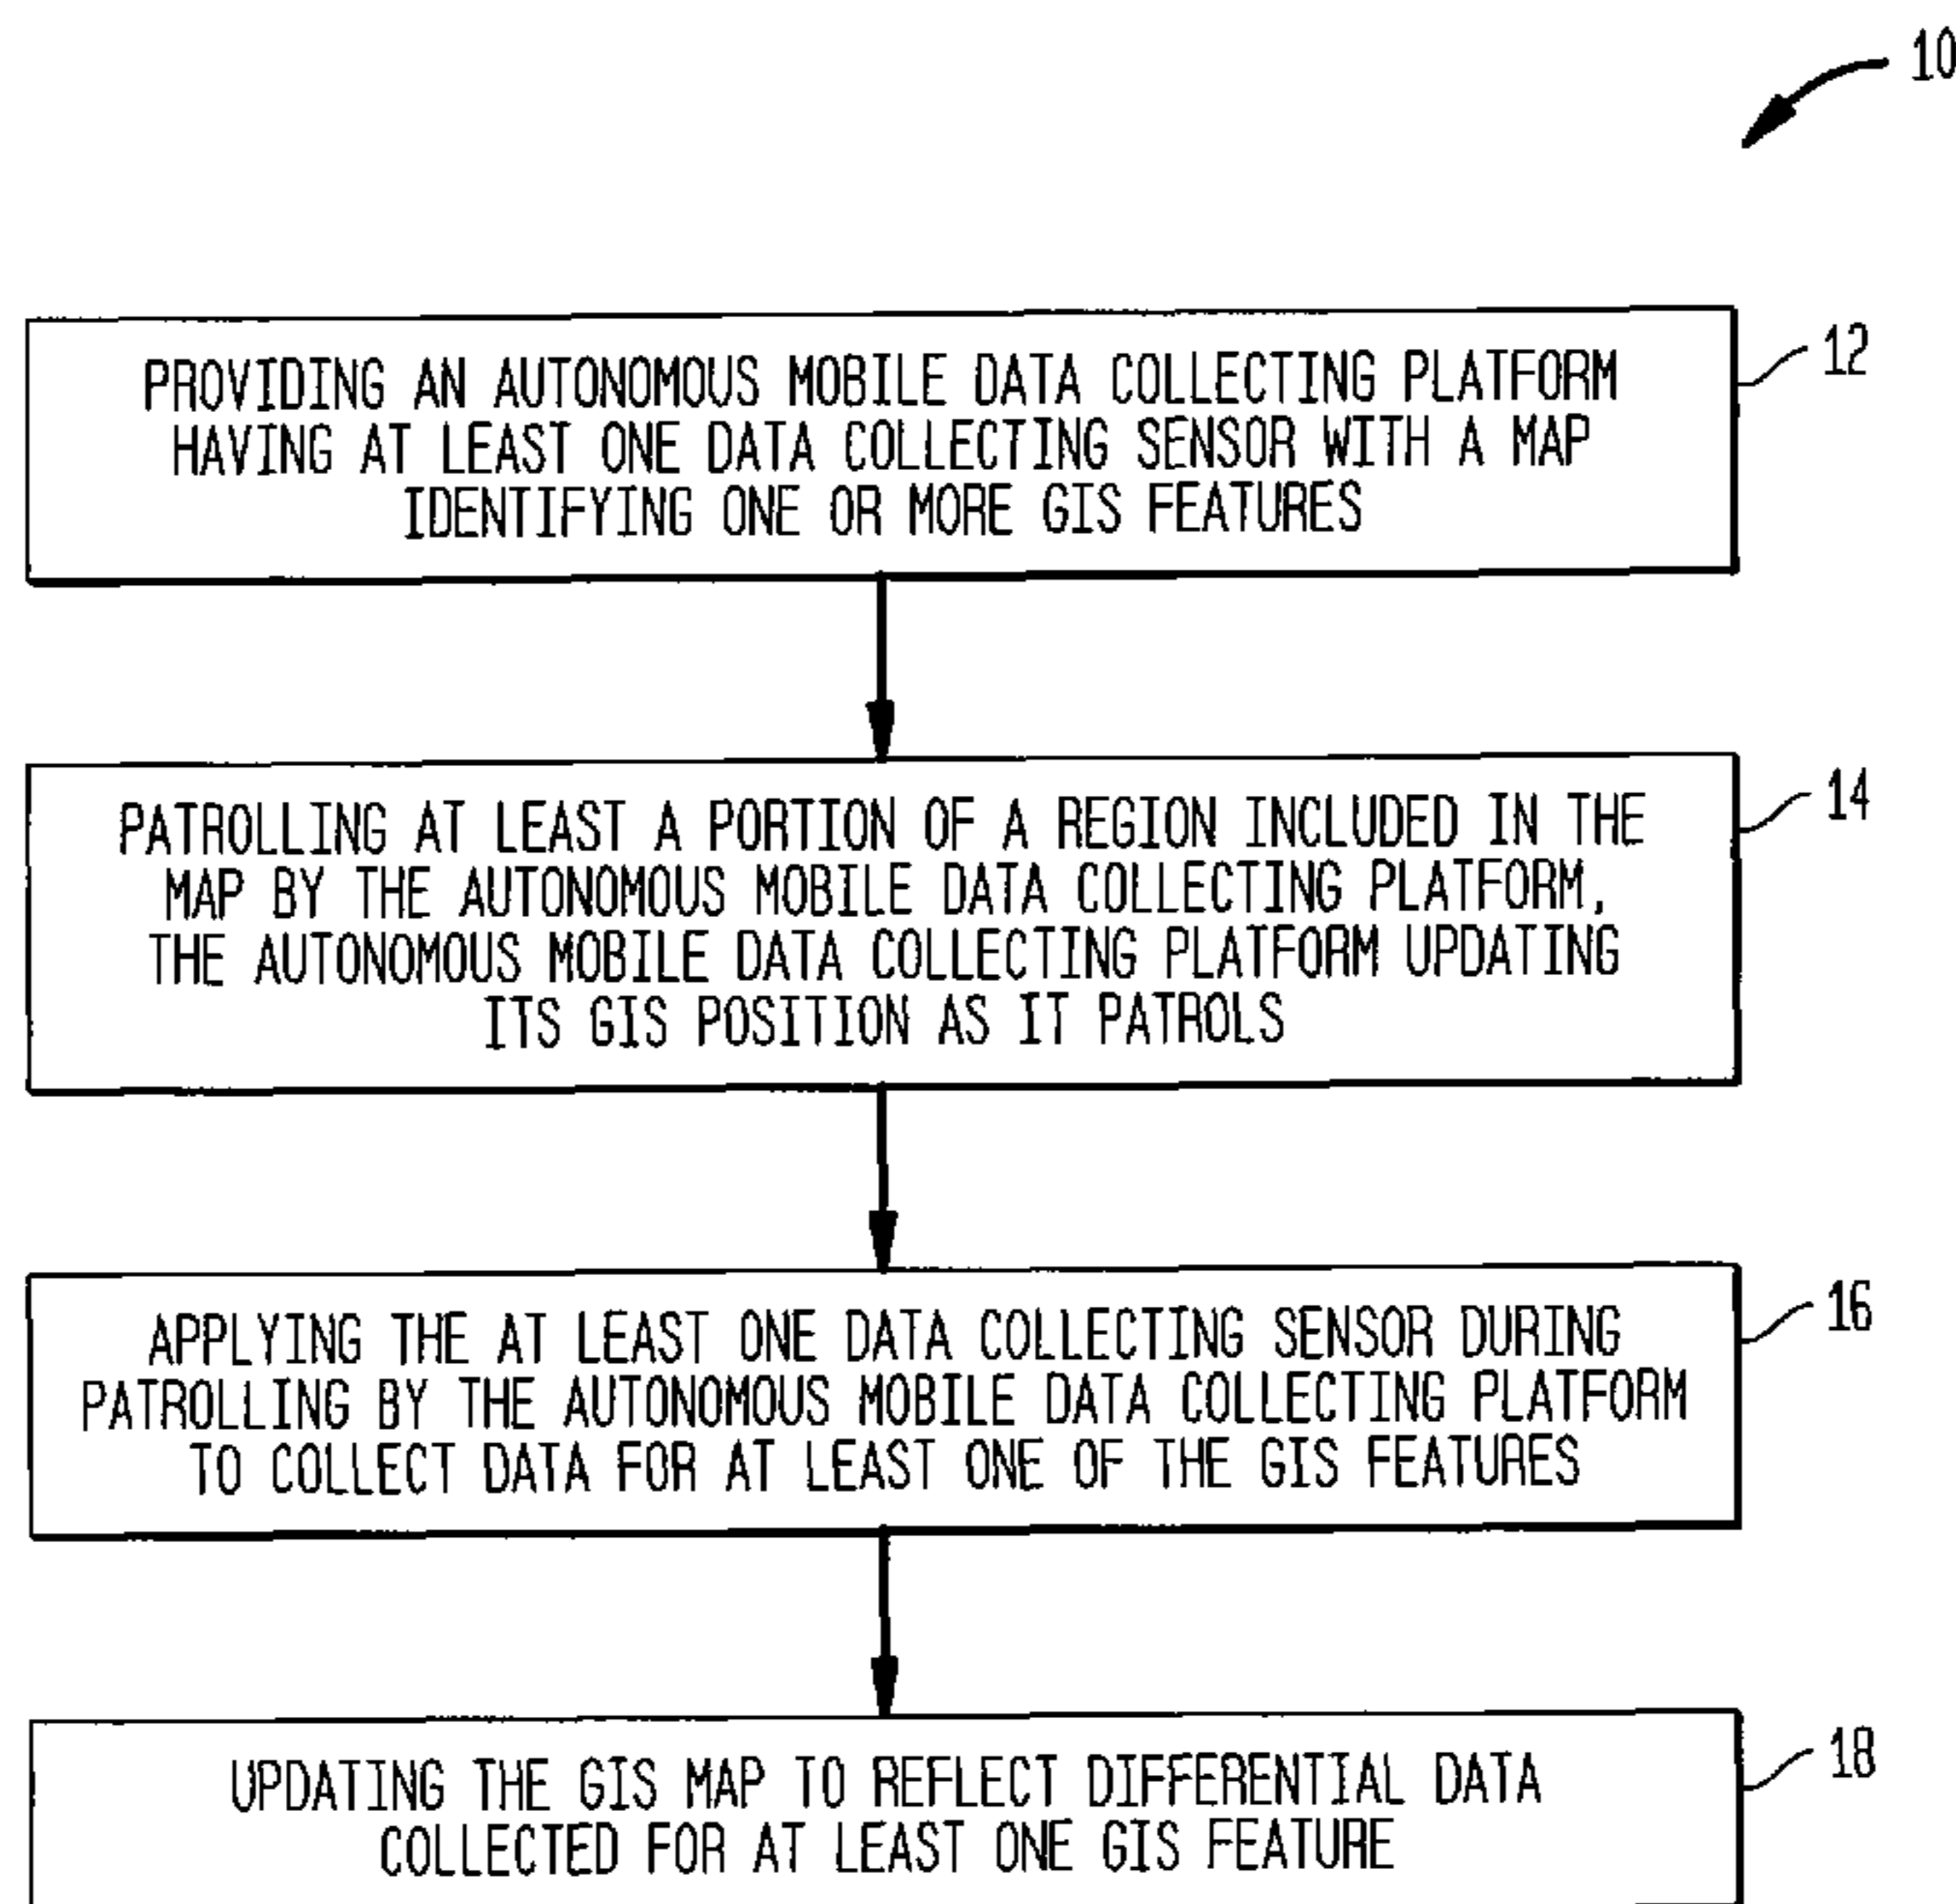 10
PROVIDING AN AUTONOMOUS MOBILE DATA COLLECTING PLATFORM
HAVING AT LEAST ONE DATA COLLECTING SENSOR WITH A MAP
IDENTIFYING ONE OR MORE GIS FEATURES
12
PATROLLING AT LEAST A PORTION OF A REGION INCLUDED IN THE
MAP BY THE AUTONOMOUS MOBILE DATA COLLECTING PLATFORM,
THE AUTONOMOUS MOBILE DATA COLLECTING PLATFORM UPDATING
ITS GIS POSITION AS IT PATROLS
14
APPLYING THE AT LEAST ONE DATA COLLECTING SENSOR DURING
PATROLLING BY THE AUTONOMOUS MOBILE DATA COLLECTING PLATFORM
TO COLLECT DATA FOR AT LEAST ONE OF THE GIS FEATURES
16
UPDATING THE GIS MAP TO REFLECT DIFFERENTIAL DATA
COLLECTED FOR AT LEAST ONE GIS FEATURE
18